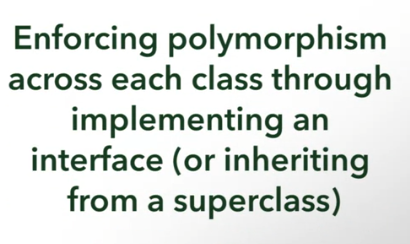 Enforcing polymorphism
across each class through
implementing an
interface (or inheriting
from a superclass)